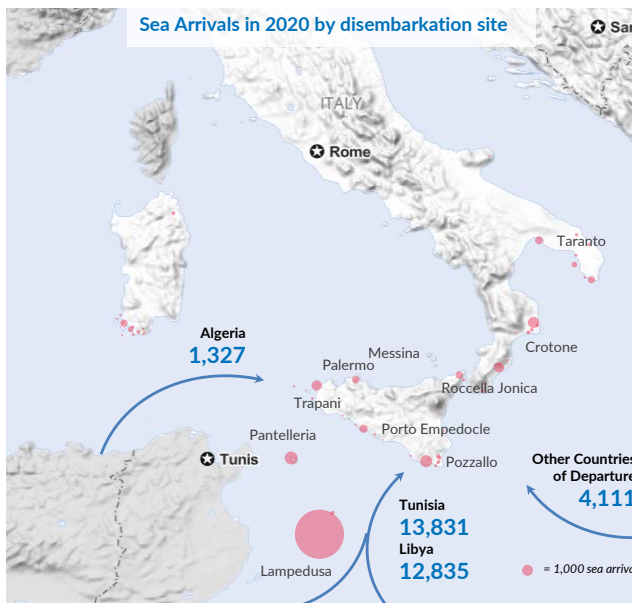 Sea Arrivals in 2020 by disembarkation site
ITALY
Rome
Taranto
Algeria
1,327
Messina
Palermo
Crotone
Roccella Jonica
Trapani
Porto Empedocle
Pantelleria
Tunis
Pozzallo
Other Countries
of Departure
4,111
Tunisia
13,831
Libya
12,835
Lampedusa
= 1,000 sea